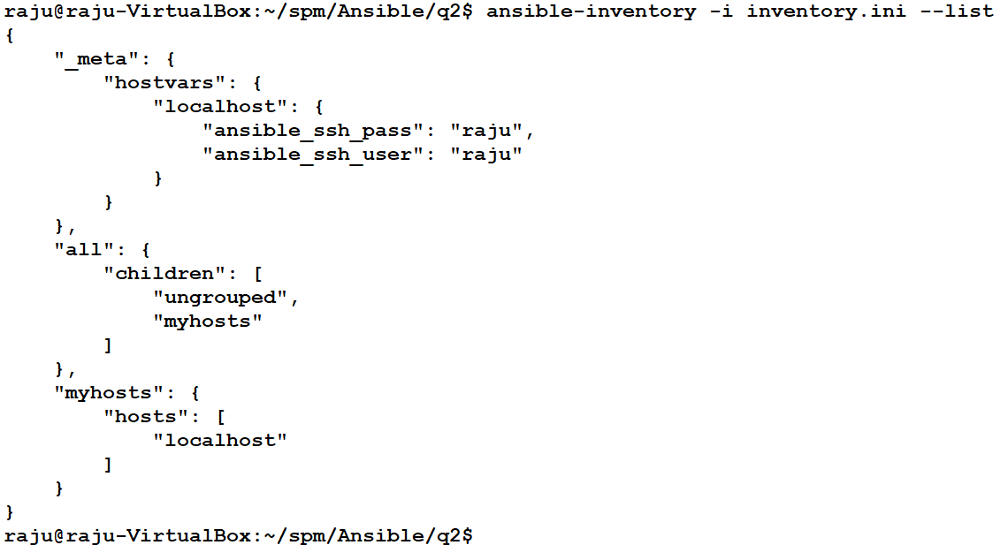 raju@raju-VirtualBox:~/spm/Ansible/q2$ ansible-inventory -i inventory.ini --list
{
    "_meta": {
        "hostvars": {
            "localhost": {
                "ansible_ssh_pass": "raju",
                "ansible_ssh_user": "raju"
            }
        }
    },
    "all": {
        "children": [
            "ungrouped",
            "myhosts"
        ]
    },
    "myhosts": {
        "hosts": [
            "localhost"
        ]
    }
}
raju@raju-VirtualBox:~/spm/Ansible/q2$